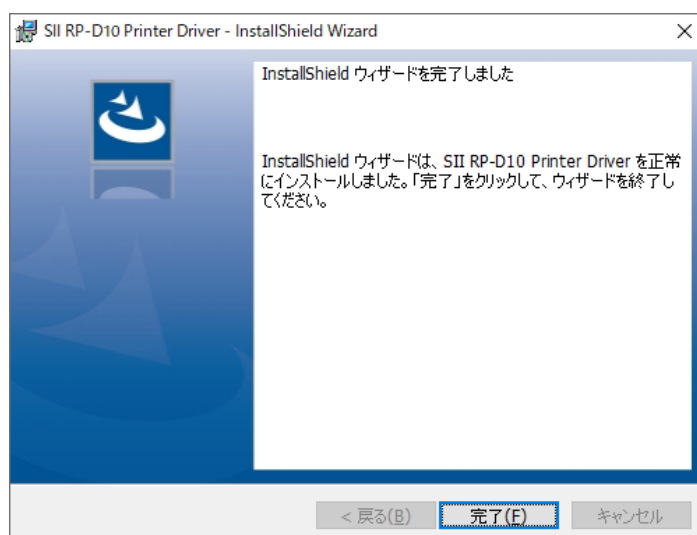 SII RP-D10 Printer Driver - InstallShield Wizard
InstallShield ウィザードを完了しました
InstallShield ウィザードは、SII RP-D10 Printer Driver を正常
にインストールしました。「完了」をクリックして、ウィザードを終了し
てください。
< 戻る(B) 完了(F) キャンセル